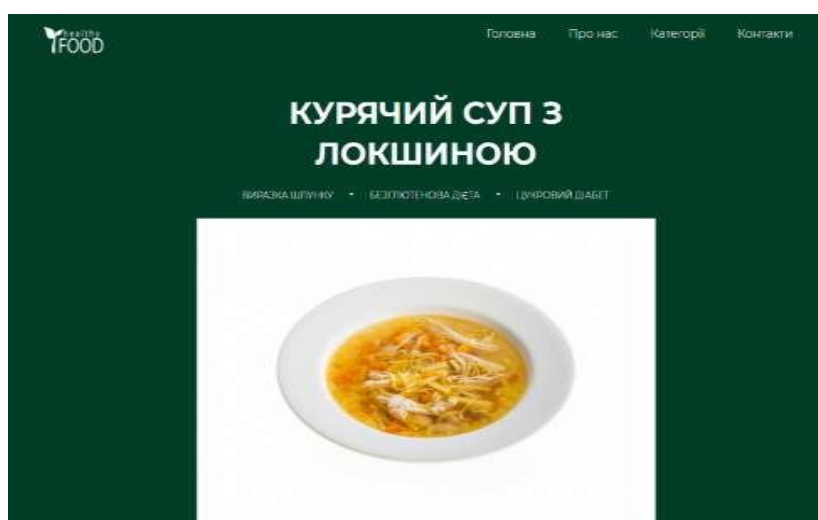 healthy
FOOD
Головна Про нас Категорії Контакти
КУРЯЧИЙ СУП З
ЛОКШИНОЮ
ВИРАЗКА ШЛУНКУ • БЕЗГЛЮТЕНОВА ДІЄТА • ЦУКРОВИЙ ДІАБЕТ